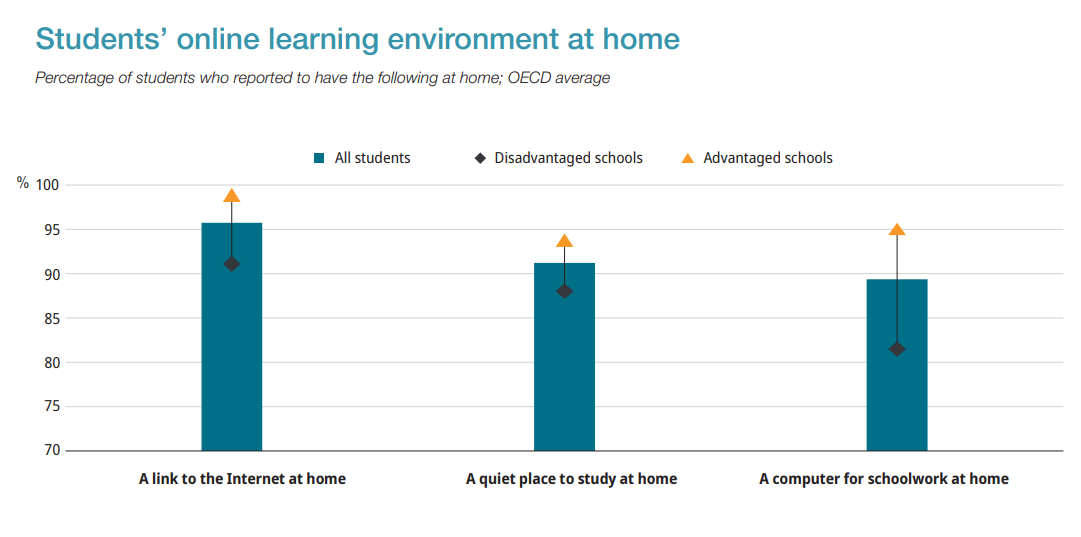 Students’ online learning environment at home
Percentage of students who reported to have the following at home; OECD average
All students Disadvantaged schools Advantaged schools
% 100
95
90
85
80
75
70
A link to the Internet at home A quiet place to study at home A computer for schoolwork at home